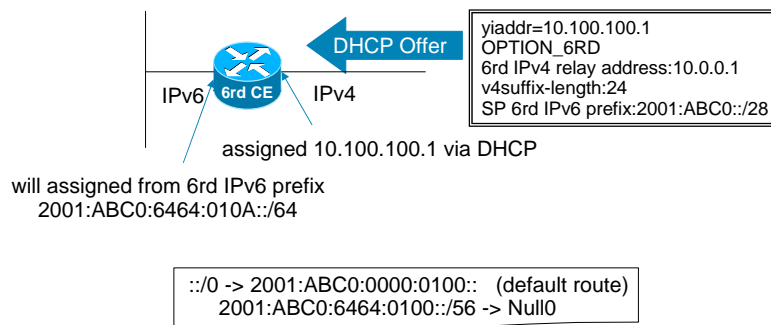 DHCP Offer
yiaddr=10.100.100.1
OPTION_6RD
6rd IPv4 relay address:10.0.0.1
v4suffix-length:24
SP 6rd IPv6 prefix:2001:ABC0::/28
IPv6
6rd CE
IPv4
assigned 10.100.100.1 via DHCP
will assigned from 6rd IPv6 prefix
2001:ABC0:6464:010A::/64
::/0 -> 2001:ABC0:0000:0100:: (default route)
2001:ABC0:6464:0100::/56 -> Null0